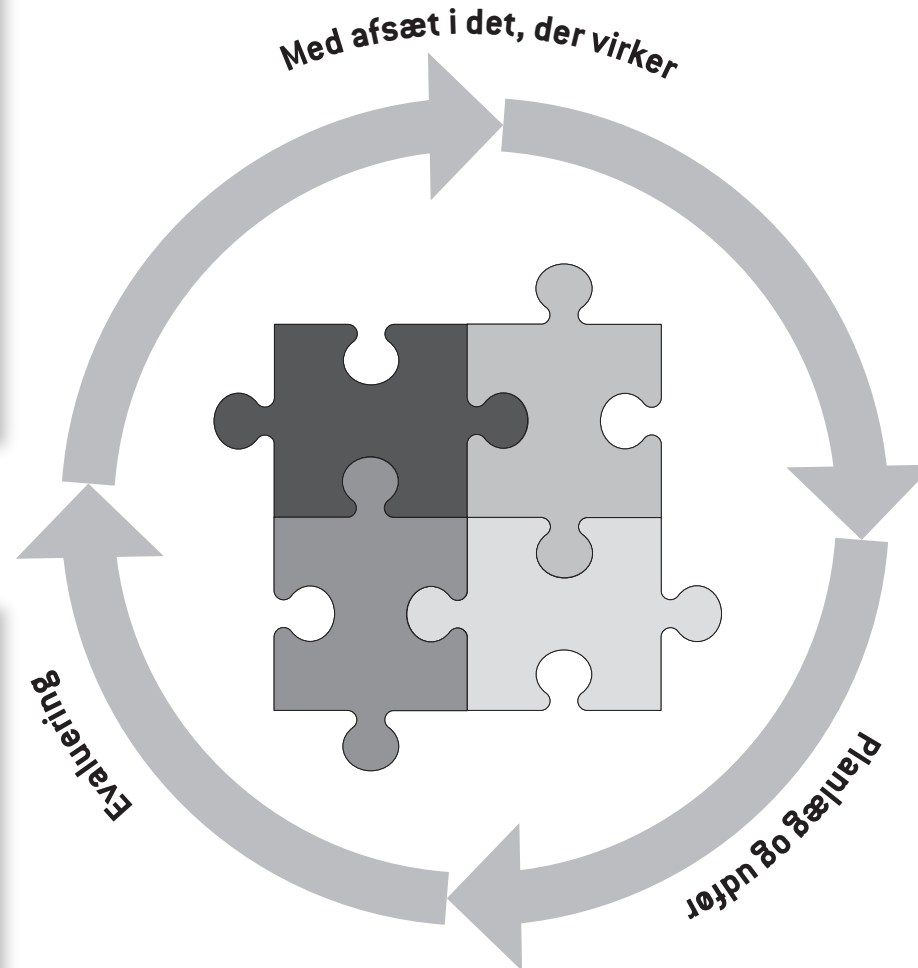 Med afsæt i det, der virker
Planlæg og udfør
Evaluering